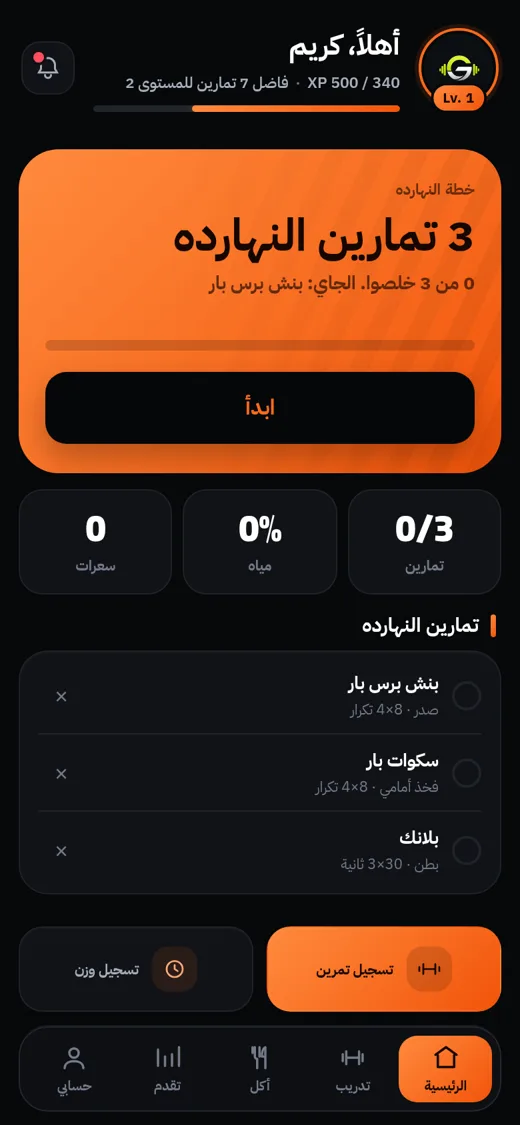 أهلاً، كريم
340 / 500 XP · فاضل 7 تمارين للمستوى 2
Lv. 1
خطة النهارده
3 تمارين النهارده
0 من 3 خلصوا. الجاي: بنش برس بار
ابدأ
0/3
تمارين
0%
مياه
0
سعرات
تمارين النهارده
بنش برس بار
صدر · 8×4 تكرار
سكوات بار
فخذ أمامي · 8×4 تكرار
بلانك
بطن · 30×3 ثانية
تسجيل تمرين
تسجيل وزن
الرئيسية
تدريب
أكل
تقدم
حسابي